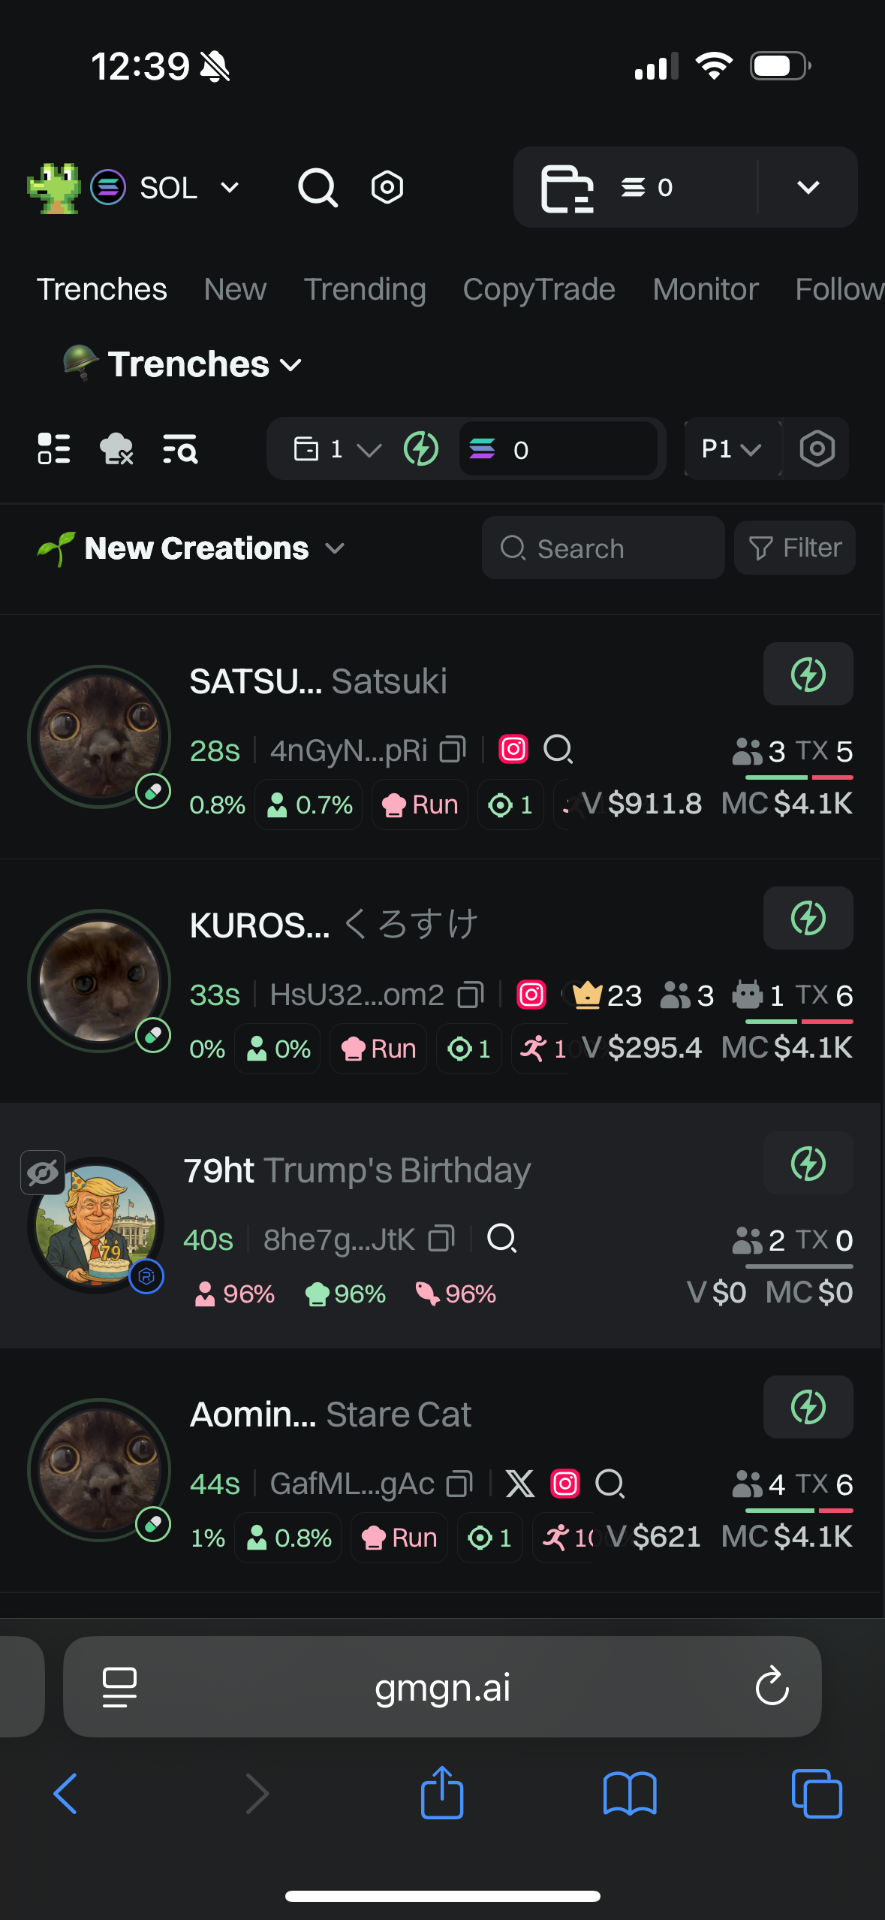 12:39
SOL
0
Trenches New Trending CopyTrade Monitor Follow
Trenches
1 0 P1
New Creations Search Filter
SATSU... Satsuki
28s 4nGyN...pRi 3 TX 5
0.8% 0.7% Run 1 V $911.8 MC $4.1K
KUROS... くろすけ
33s HsU32...om2 23 3 1 TX 6
0% 0% Run 1 V $295.4 MC $4.1K
79ht Trump's Birthday
79
40s 8he7g...JtK 2 TX 0
96% 96% 96% V $0 MC $0
Aomin... Stare Cat
44s GafML...gAc 4 TX 6
1% 0.8% Run 1 V $621 MC $4.1K
gmgn.ai